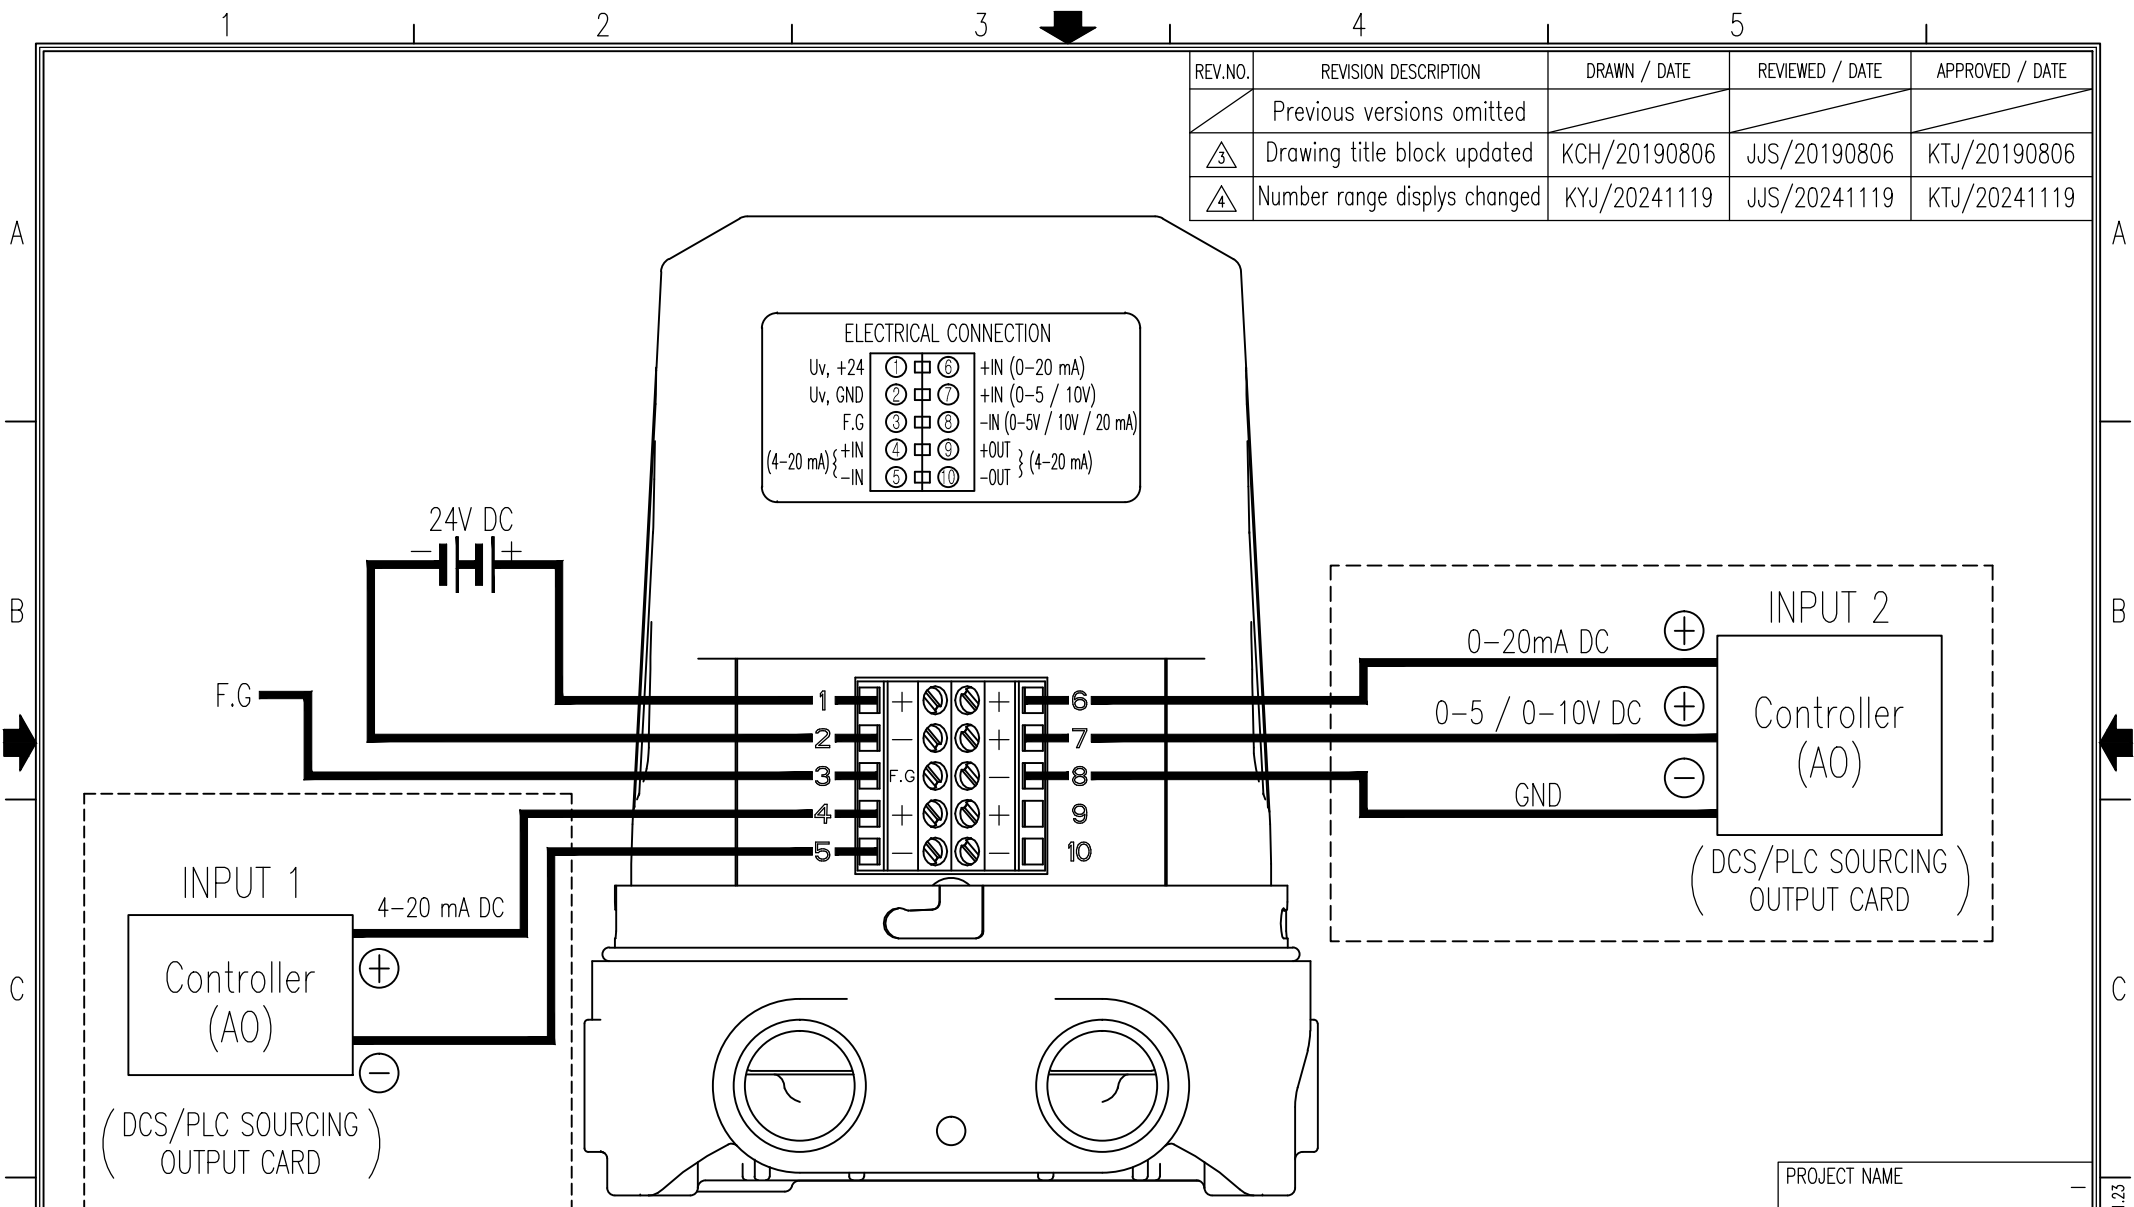 1 2 3 4 5
REV.NO. REVISION DESCRIPTION DRAWN / DATE REVIEWED / DATE APPROVED / DATE
Previous versions omitted
3 Drawing title block updated KCH/20190806 JJS/20190806 KTJ/20190806
4 Number range displys changed KYJ/20241119 JJS/20241119 KTJ/20241119
A A
ELECTRICAL CONNECTION
Uv, +24 1 6 +IN (0-20 mA)
Uv, GND 2 7 +IN (0-5 / 10V)
F.G 3 8 -IN (0-5V / 10V / 20 mA)
(4-20 mA) { +IN 4 9 +OUT } (4-20 mA)
-IN 5 10 -OUT
24V DC
- +
B B
INPUT 2
0-20mA DC +
F.G
1 + + 6
0-5 / 0-10V DC + Controller
2 - + 7
(AO)
3 F.G - 8
-
GND
4 + + 9
5 - - 10
(DCS/PLC SOURCING
OUTPUT CARD)
INPUT 1
4-20 mA DC
+
Controller
(AO)
-
C C
(DCS/PLC SOURCING
OUTPUT CARD)
PROJECT NAME
-
1.23